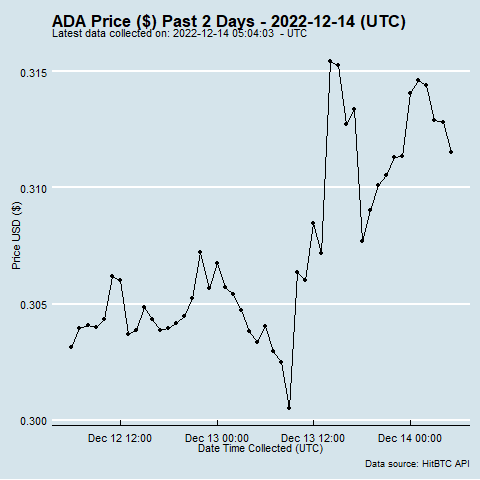 ADA Price ($) Past 2 Days - 2022-12-14 (UTC)
Latest data collected on: 2022-12-14 05:04:03 - UTC
0.315
0.310
0.305
0.300
Price USD ($)
Dec 12 12:00 Dec 13 00:00 Dec 13 12:00 Dec 14 00:00
Date Time Collected (UTC)
Data source: HitBTC API